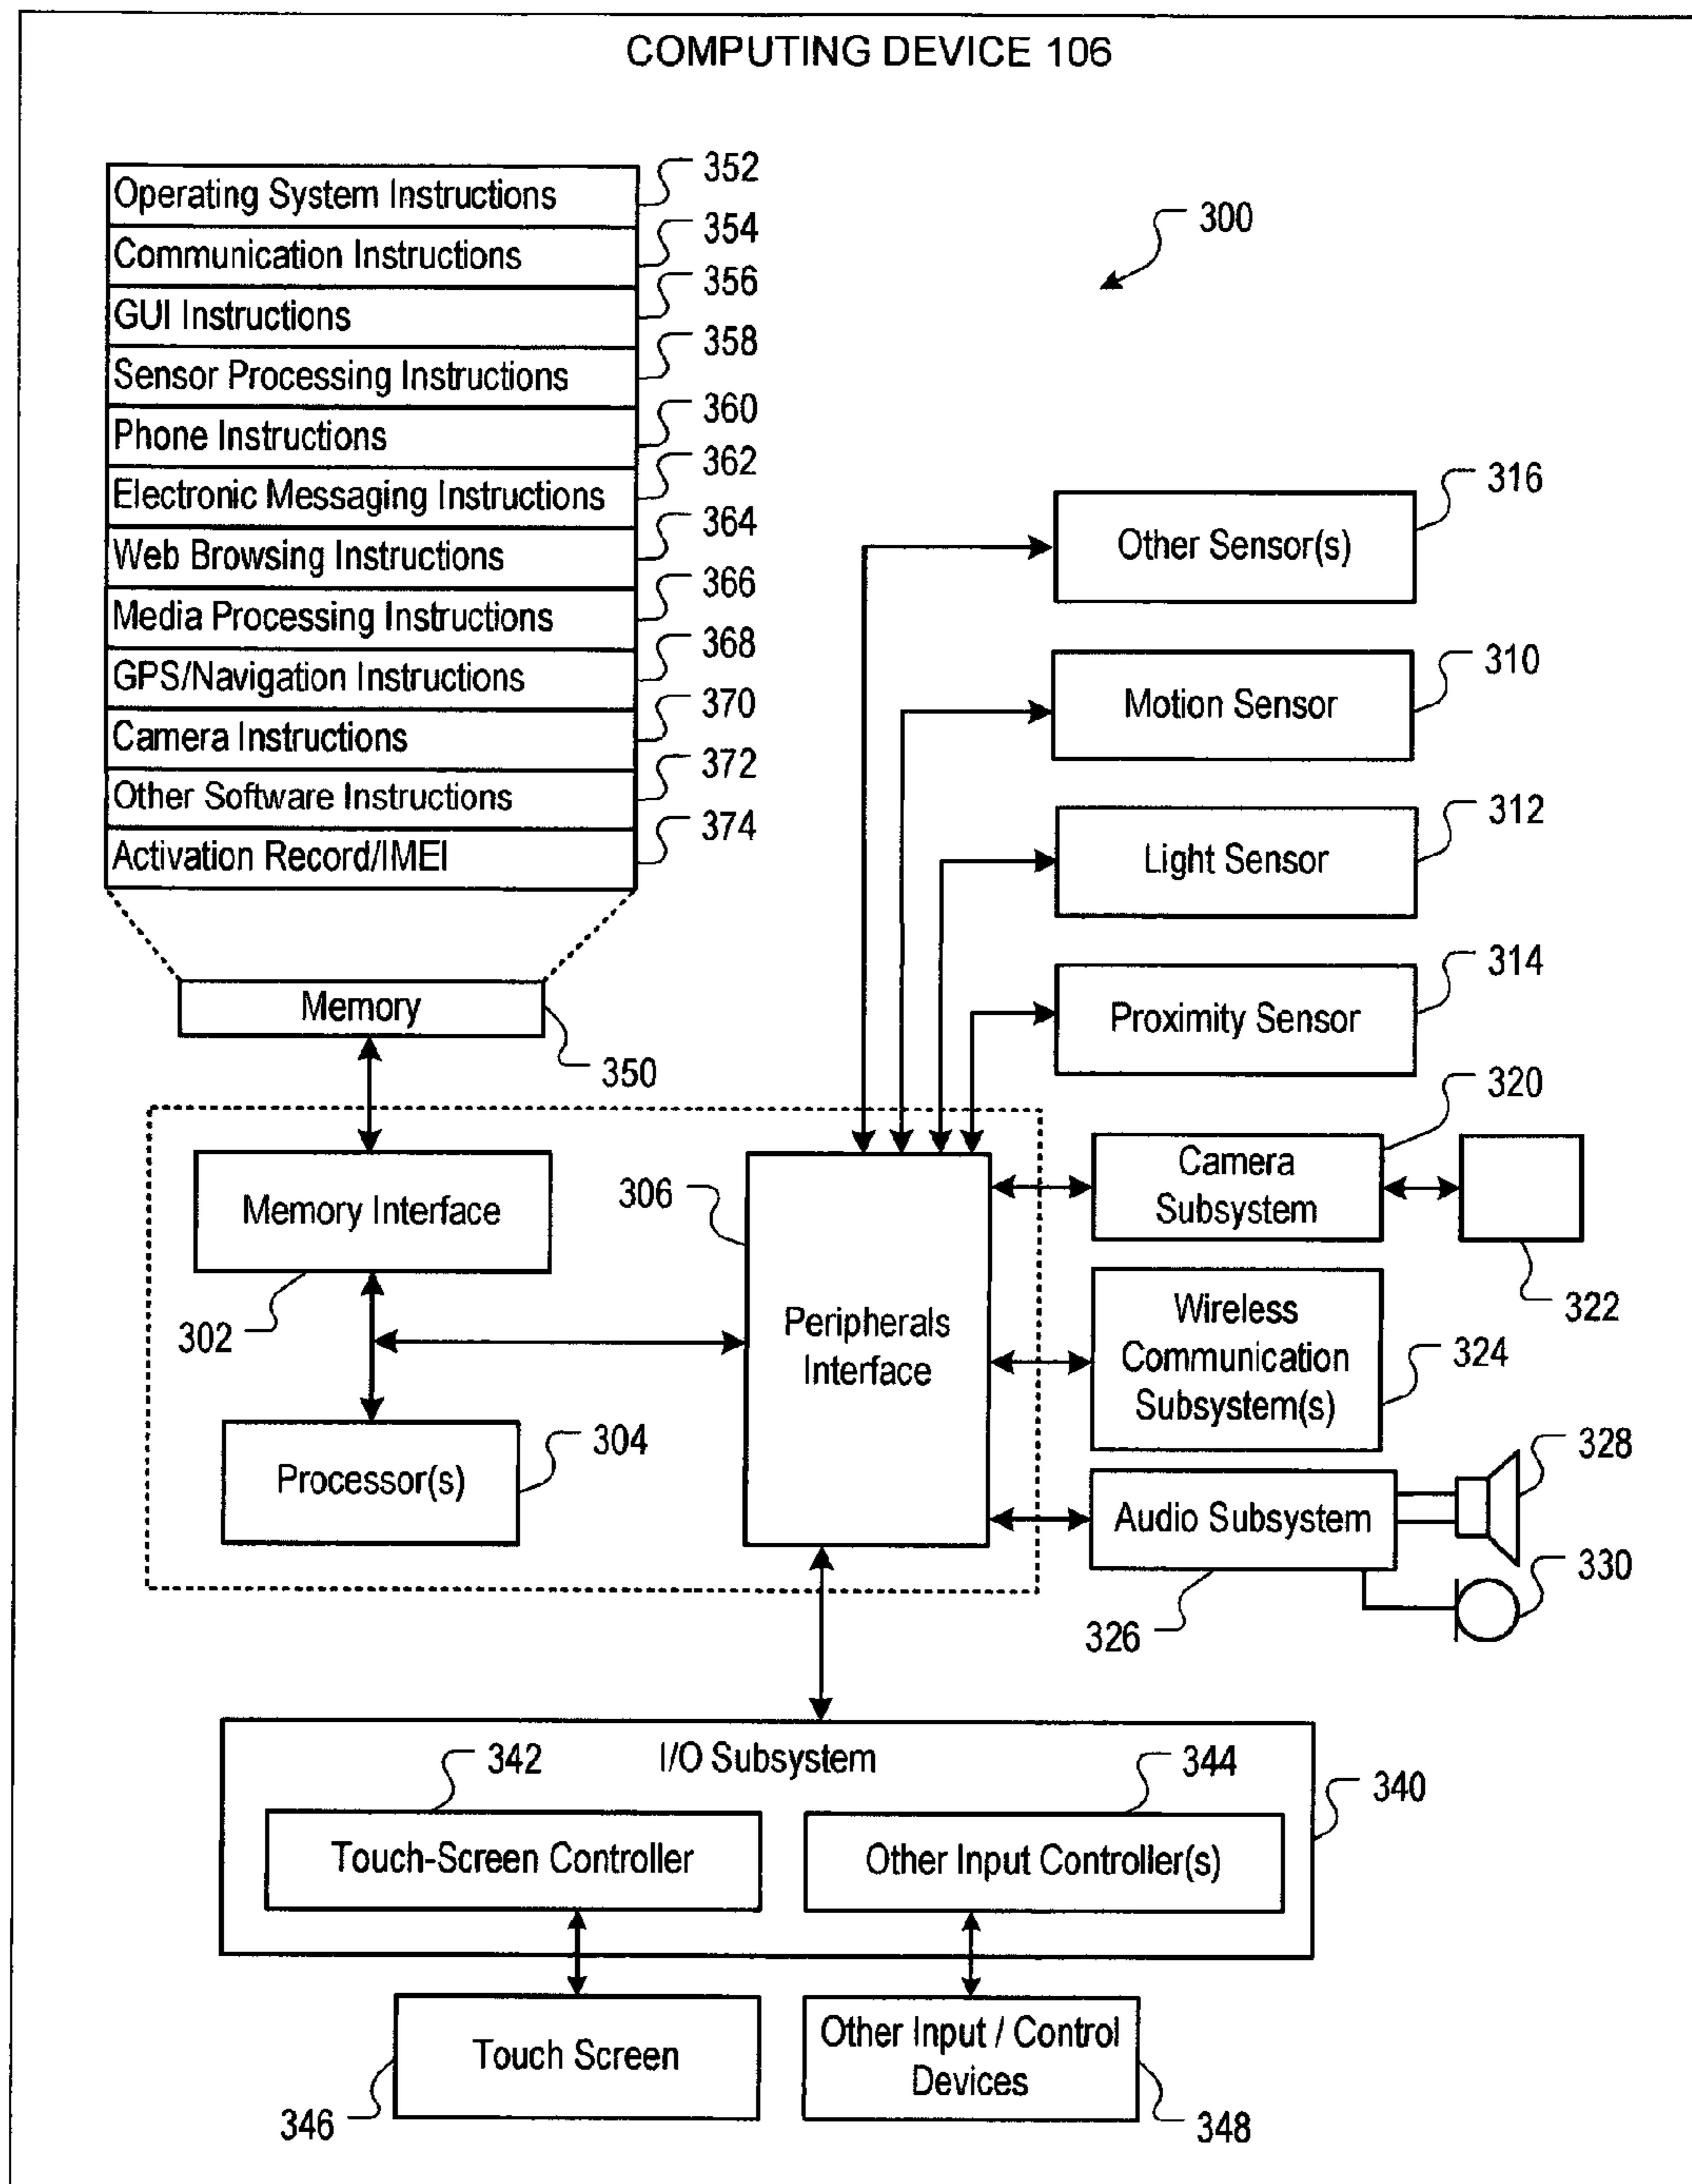 COMPUTING DEVICE 106
300
Operating System Instructions
352
Communication Instructions
354
GUI Instructions
356
Sensor Processing Instructions
358
Phone Instructions
360
Electronic Messaging Instructions
362
Web Browsing Instructions
364
Media Processing Instructions
366
GPS/Navigation Instructions
368
Camera Instructions
370
Other Software Instructions
372
Activation Record/IMEI
374
Memory
350
Other Sensor(s)
316
Motion Sensor
310
Light Sensor
312
Proximity Sensor
314
Memory Interface
302
Processor(s)
304
306
Peripherals
Interface
Camera
Subsystem
320
322
Wireless
Communication
Subsystem(s)
324
Audio Subsystem
326
328
330
I/O Subsystem
340
342
Touch-Screen Controller
344
Other Input Controller(s)
Touch Screen
346
Other Input / Control
Devices
348